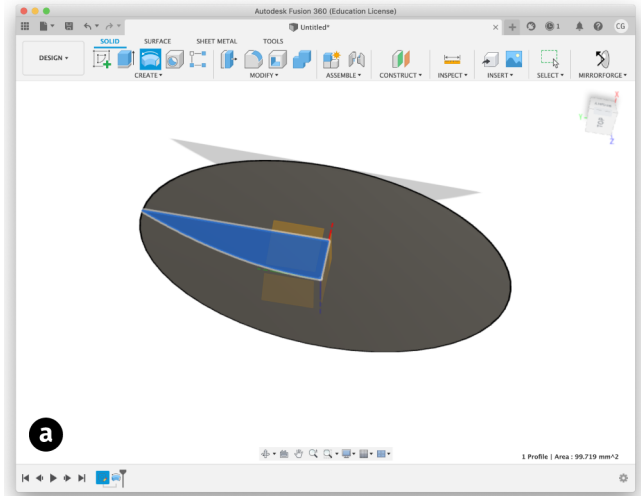 Autodesk Fusion 360 (Education License)
Untitled*
1
CG
SOLID SURFACE SHEET METAL TOOLS
DESIGN
CREATE MODIFY ASSEMBLE CONSTRUCT INSPECT INSERT SELECT MIRRORFORGE
X
Y
Z
a
1 Profile | Area : 99.719 mm^2